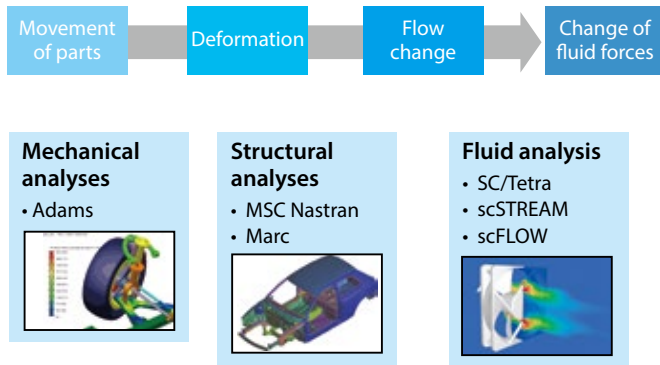 Movement
of parts
Deformation
Flow
change
Change of
fluid forces
Mechanical
analyses
• Adams
Structural
analyses
• MSC Nastran
• Marc
Fluid analysis
• SC/Tetra
• scSTREAM
• scFLOW